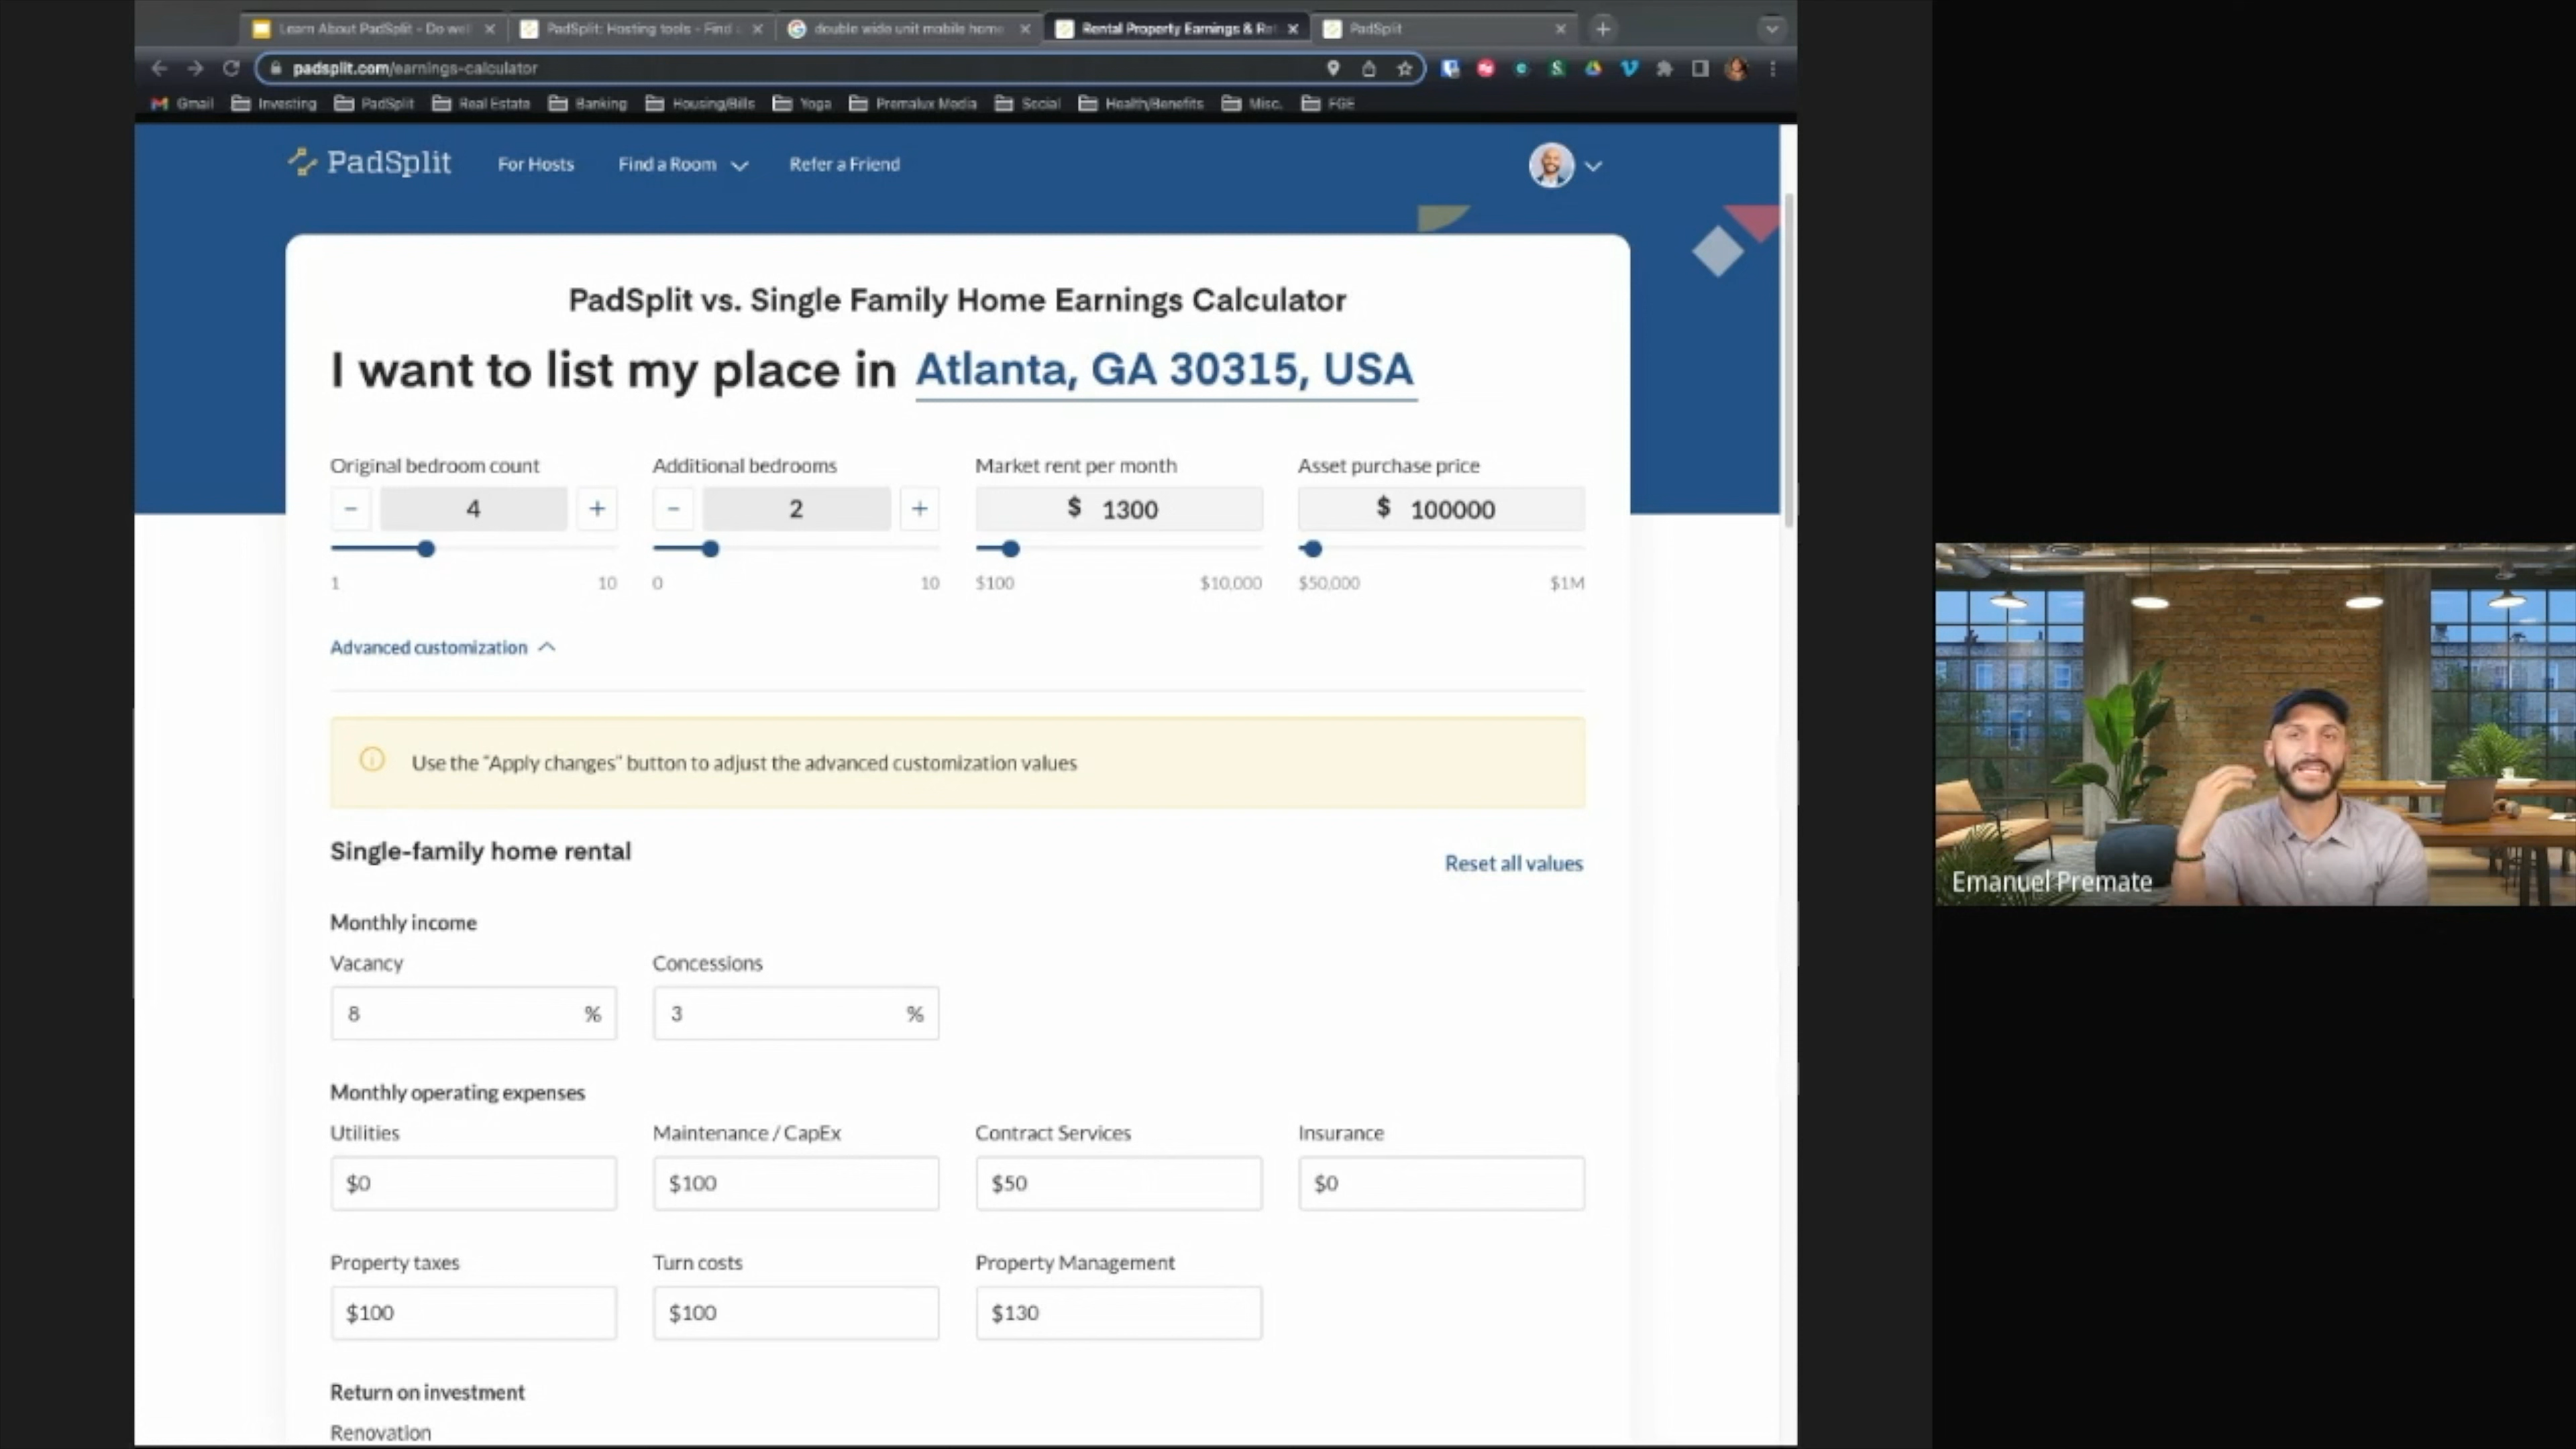 Learn About PadSplit - Do wel
PadSplit: Hosting tools - Find
double wide unit mobile home
Rental Property Earnings & Re
PadSplit
padsplit.com/earnings-calculator
Gmail Investing PadSplit Real Estate Banking Housing/Bills Yoga Premalux Media Social Health/Benefits Misc. FGE
PadSplit For Hosts Find a Room Refer a Friend
PadSplit vs. Single Family Home Earnings Calculator
I want to list my place in Atlanta, GA 30315, USA
Original bedroom count Additional bedrooms Market rent per month Asset purchase price
- 4 + - 2 + $ 1300 $ 100000
1 10 0 10 $100 $10,000 $50,000 $1M
Advanced customization
Use the "Apply changes" button to adjust the advanced customization values
Single-family home rental
Reset all values
Monthly income
Vacancy Concessions
8 % 3 %
Monthly operating expenses
Utilities Maintenance / CapEx Contract Services Insurance
$0 $100 $50 $0
Property taxes Turn costs Property Management
$100 $100 $130
Return on investment
Renovation
Emanuel Premate